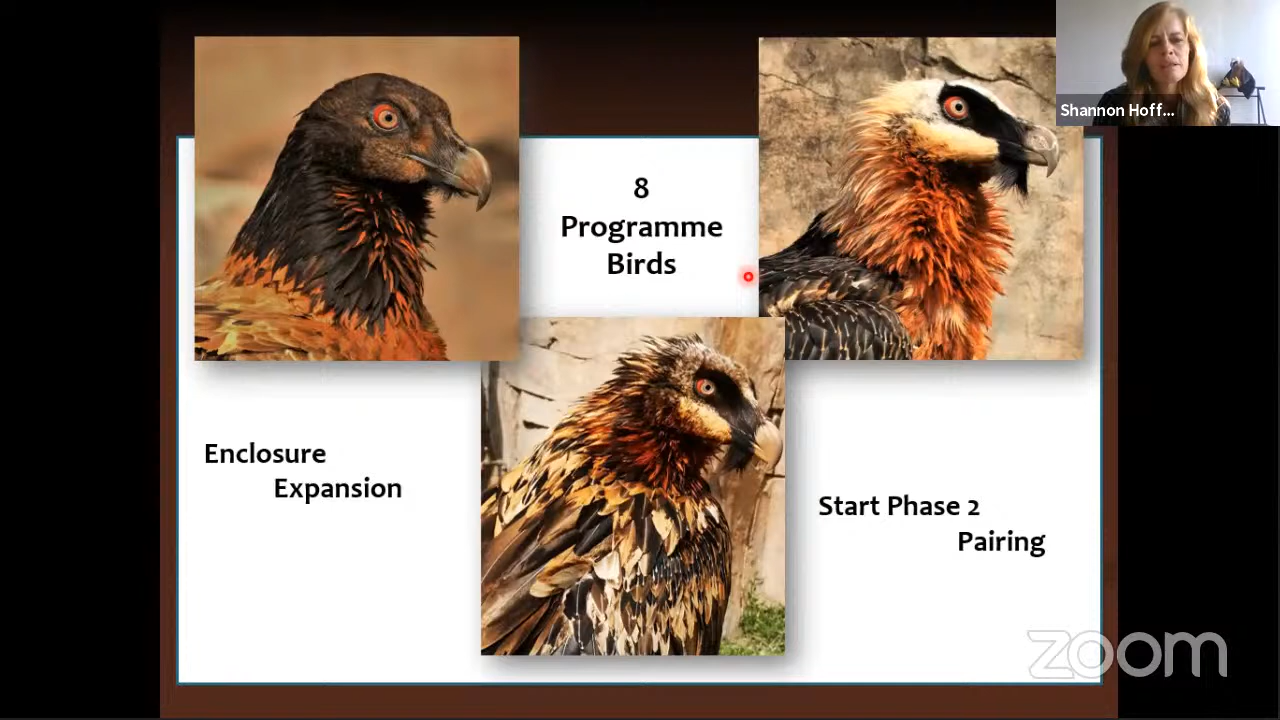 Shannon Hoff...
8
Programme
Birds
Enclosure
Expansion
Start Phase 2
Pairing
zoom